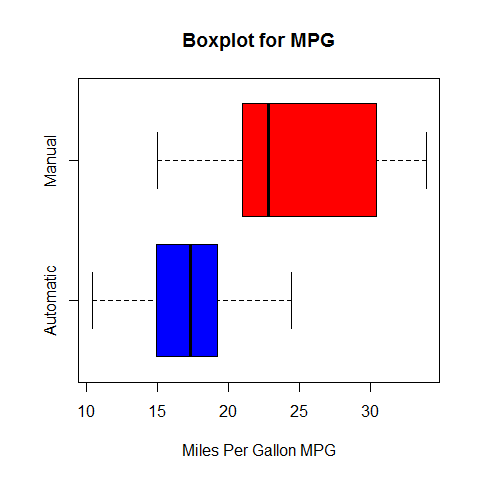 Boxplot for MPG
Manual
Automatic
10 15 20 25 30
Miles Per Gallon MPG